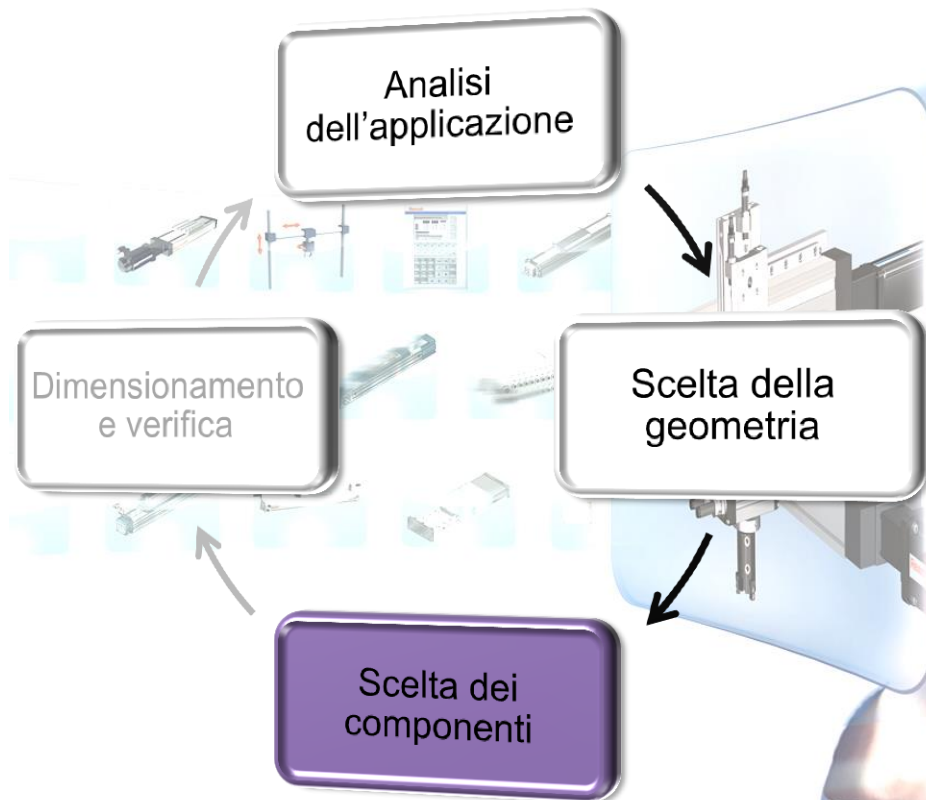 Analisi
dell'applicazione
Dimensionamento
e verifica
Scelta della
geometria
Scelta dei
componenti